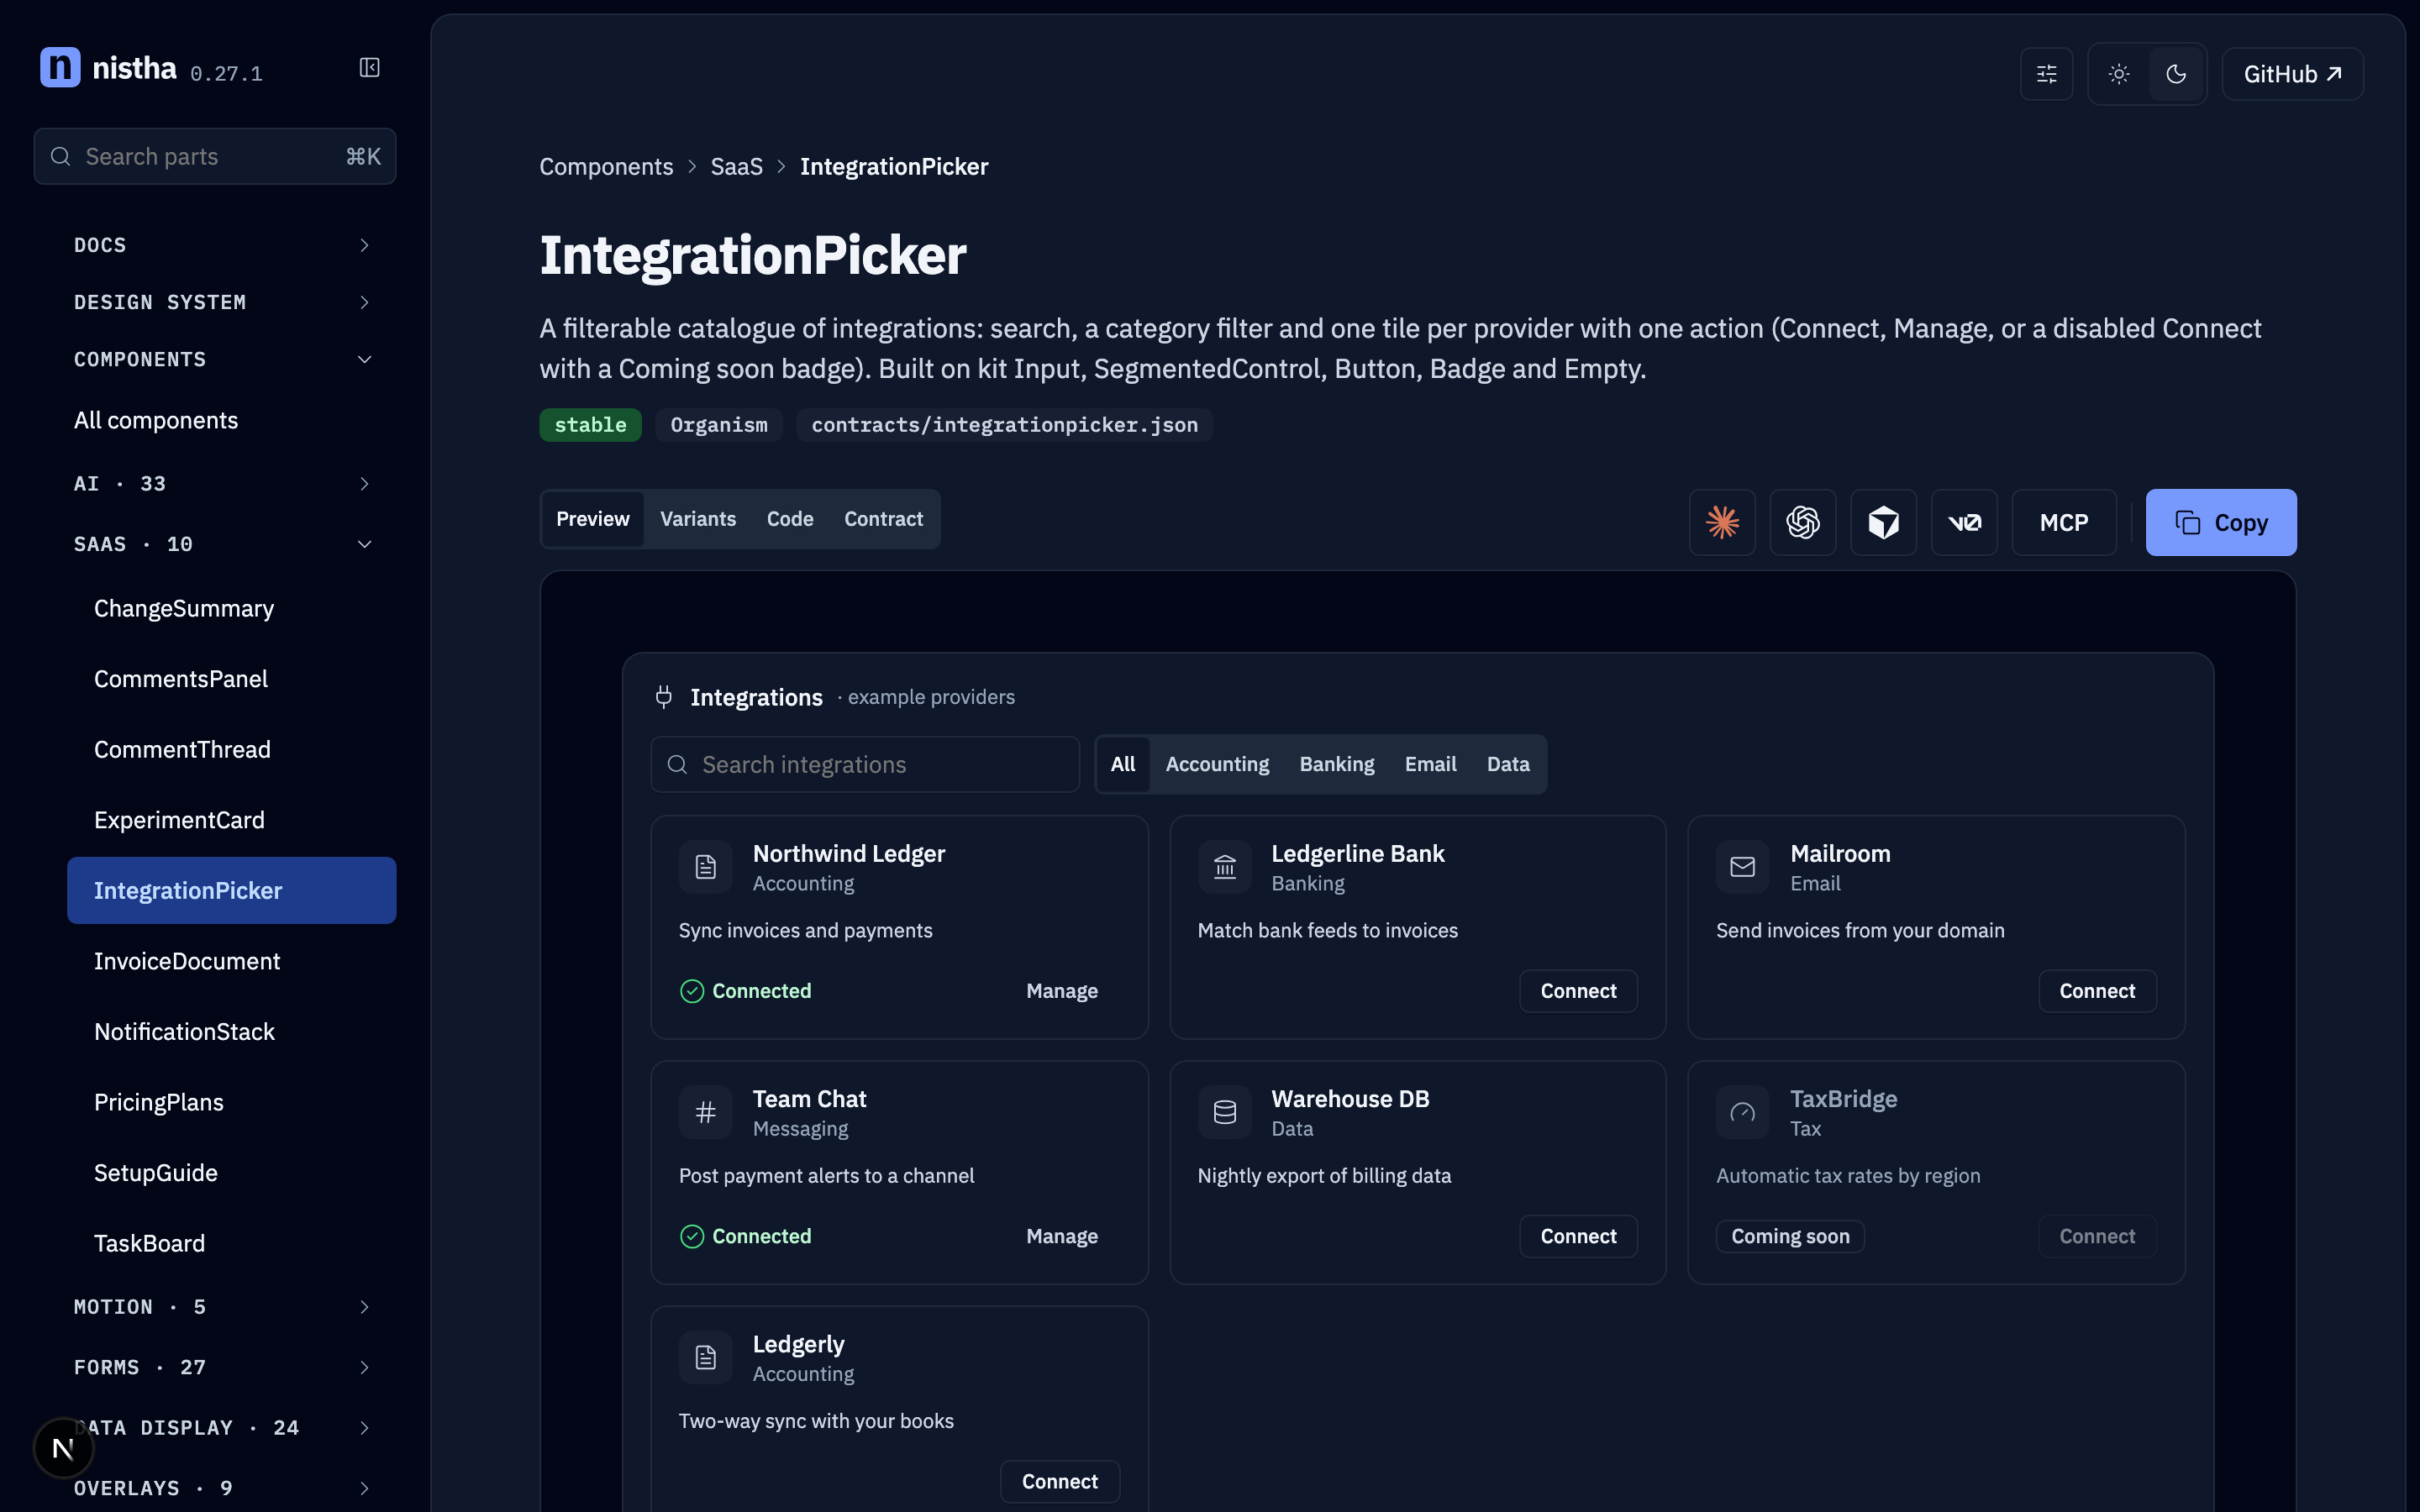 nistha 0.27.1
Search parts ⌘K
DOCS
DESIGN SYSTEM
COMPONENTS
All components
AI · 33
SAAS · 10
ChangeSummary
CommentsPanel
CommentThread
ExperimentCard
IntegrationPicker
InvoiceDocument
NotificationStack
PricingPlans
SetupGuide
TaskBoard
MOTION · 5
FORMS · 27
DATA DISPLAY · 24
OVERLAYS · 9
GitHub
Components > SaaS > IntegrationPicker
IntegrationPicker
A filterable catalogue of integrations: search, a category filter and one tile per provider with one action (Connect, Manage, or a disabled Connect
with a Coming soon badge). Built on kit Input, SegmentedControl, Button, Badge and Empty.
stable Organism contracts/integrationpicker.json
Preview Variants Code Contract
v0 MCP Copy
Integrations · example providers
Search integrations All Accounting Banking Email Data
Northwind Ledger
Accounting
Sync invoices and payments
Connected Manage
Ledgerline Bank
Banking
Match bank feeds to invoices
Connect
Mailroom
Email
Send invoices from your domain
Connect
Team Chat
Messaging
Post payment alerts to a channel
Connected Manage
Warehouse DB
Data
Nightly export of billing data
Connect
TaxBridge
Tax
Automatic tax rates by region
Coming soon Connect
Ledgerly
Accounting
Two-way sync with your books
Connect